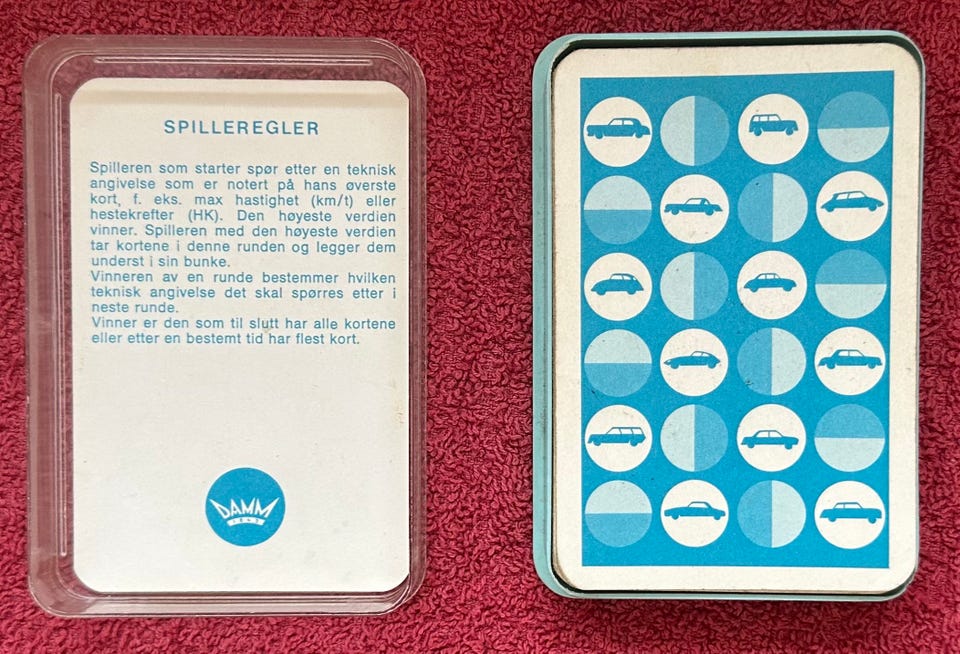 SPILLEREGLER
Spilleren som starter spør etter en teknisk
angivelse som er notert på hans øverste
kort, f. eks. max hastighet (km/t) eller
hestekrefter (HK). Den høyeste verdien
vinner. Spilleren med den høyeste verdien
tar kortene i denne runden og legger dem
underst i sin bunke.
Vinneren av en runde bestemmer hvilken
teknisk angivelse det skal spørres etter i
neste runde.
Vinner er den som til slutt har alle kortene
eller etter en bestemt tid har flest kort.
DAMM
1843